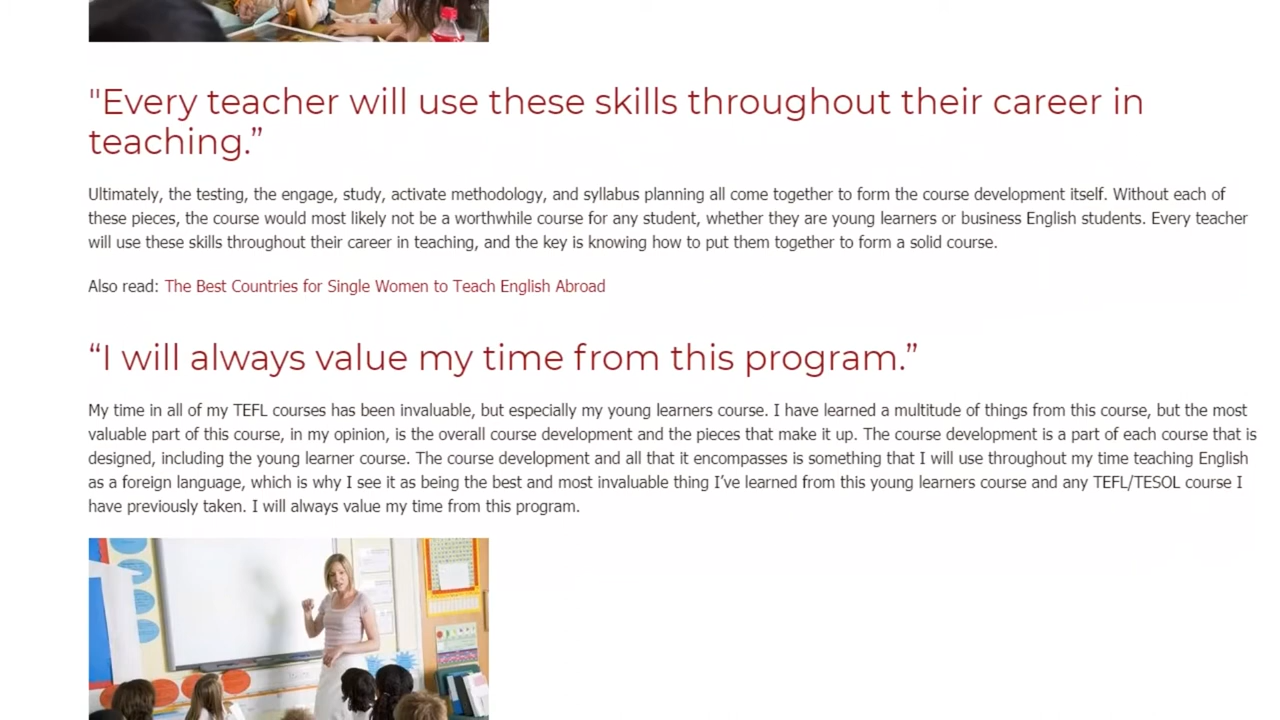 "Every teacher will use these skills throughout their career in
teaching.”
Ultimately, the testing, the engage, study, activate methodology, and syllabus planning all come together to form the course development itself. Without each of
these pieces, the course would most likely not be a worthwhile course for any student, whether they are young learners or business English students. Every teacher
will use these skills throughout their career in teaching, and the key is knowing how to put them together to form a solid course.
Also read: The Best Countries for Single Women to Teach English Abroad
“I will always value my time from this program.”
My time in all of my TEFL courses has been invaluable, but especially my young learners course. I have learned a multitude of things from this course, but the most
valuable part of this course, in my opinion, is the overall course development and the pieces that make it up. The course development is a part of each course that is
designed, including the young learner course. The course development and all that it encompasses is something that I will use throughout my time teaching English
as a foreign language, which is why I see it as being the best and most invaluable thing I’ve learned from this young learners course and any TEFL/TESOL course I
have previously taken. I will always value my time from this program.